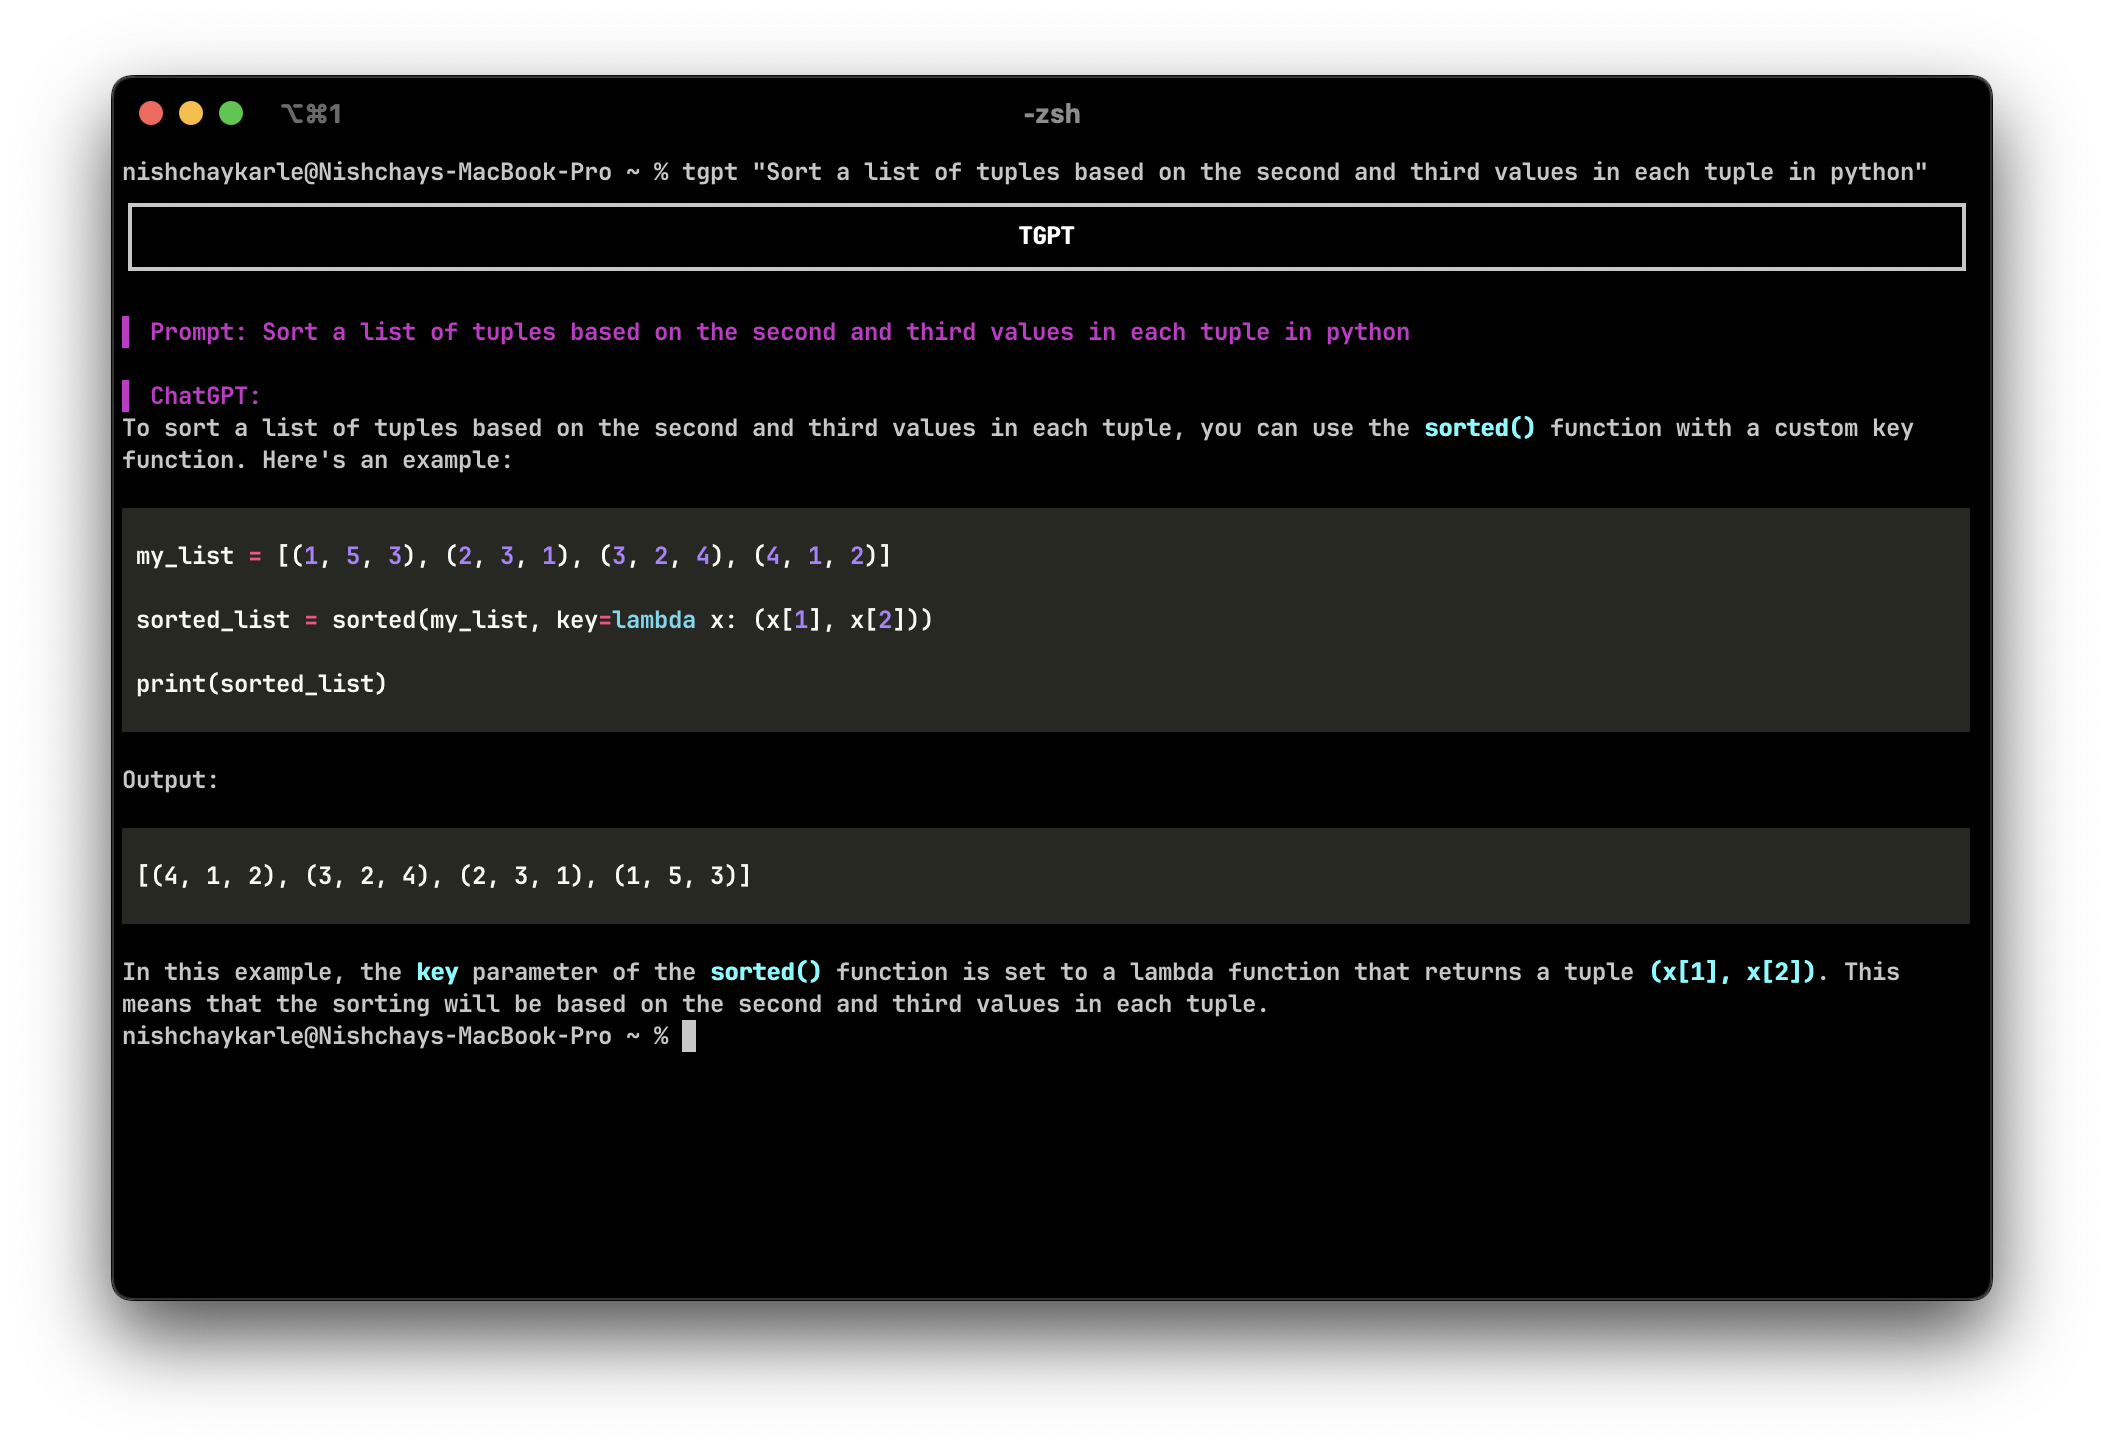 ⌥⌘1
-zsh
nishchaykarle@Nishchays-MacBook-Pro ~ % tgpt "Sort a list of tuples based on the second and third values in each tuple in python"
TGPT
Prompt: Sort a list of tuples based on the second and third values in each tuple in python
ChatGPT:
To sort a list of tuples based on the second and third values in each tuple, you can use the sorted() function with a custom key
function. Here's an example:
my_list = [(1, 5, 3), (2, 3, 1), (3, 2, 4), (4, 1, 2)]
sorted_list = sorted(my_list, key=lambda x: (x[1], x[2]))
print(sorted_list)
Output:
[(4, 1, 2), (3, 2, 4), (2, 3, 1), (1, 5, 3)]
In this example, the key parameter of the sorted() function is set to a lambda function that returns a tuple (x[1], x[2]). This
means that the sorting will be based on the second and third values in each tuple.
nishchaykarle@Nishchays-MacBook-Pro ~ %